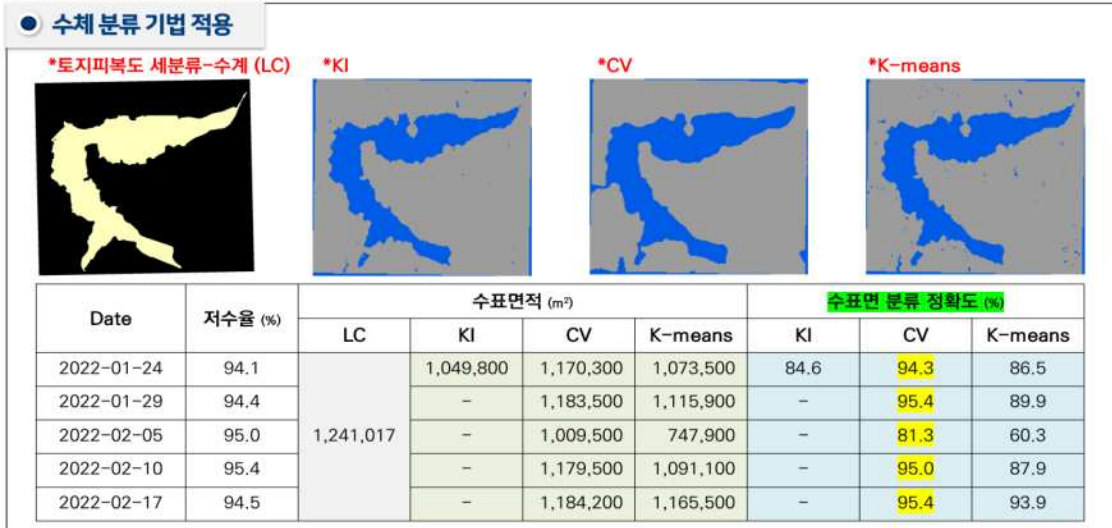 수체 분류 기법 적용
*토지피복도 세분류-수계 (LC) *KI *CV *K-means
Date 저수율 (%) 수표면적 (m²) 수표면 분류 정확도 (%)
LC KI CV K-means KI CV K-means
2022-01-24 94.1 1,049,800 1,170,300 1,073,500 84.6 94.3 86.5
2022-01-29 94.4 - 1,183,500 1,115,900 - 95.4 89.9
2022-02-05 95.0 1,241,017 - 1,009,500 747,900 - 81.3 60.3
2022-02-10 95.4 - 1,179,500 1,091,100 - 95.0 87.9
2022-02-17 94.5 - 1,184,200 1,165,500 - 95.4 93.9